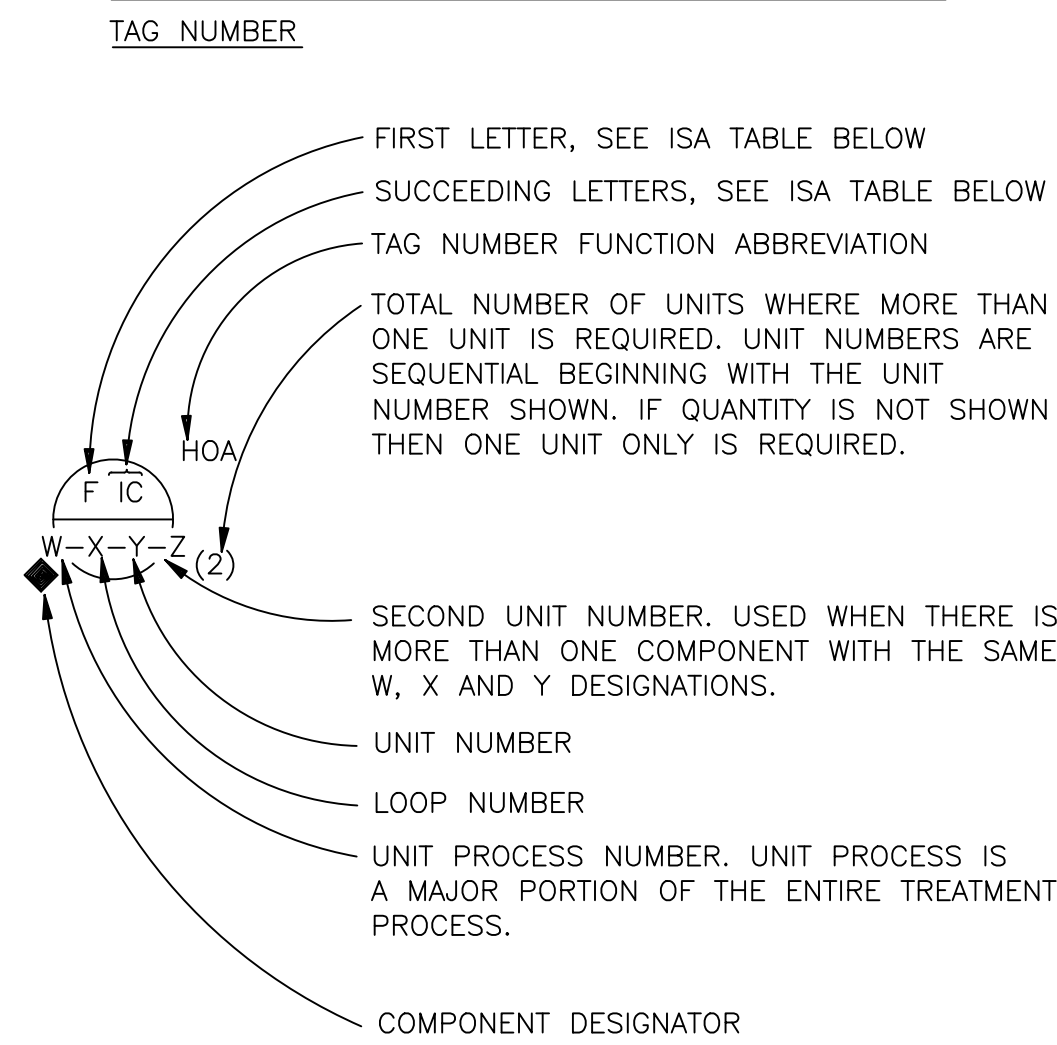 TAG NUMBER
FIRST LETTER, SEE ISA TABLE BELOW
SUCCEEDING LETTERS, SEE ISA TABLE BELOW
TAG NUMBER FUNCTION ABBREVIATION
TOTAL NUMBER OF UNITS WHERE MORE THAN
ONE UNIT IS REQUIRED. UNIT NUMBERS ARE
SEQUENTIAL BEGINNING WITH THE UNIT
NUMBER SHOWN. IF QUANTITY IS NOT SHOWN
THEN ONE UNIT ONLY IS REQUIRED.
HOA
F IC
W-X-Y-Z
(2)
SECOND UNIT NUMBER. USED WHEN THERE IS
MORE THAN ONE COMPONENT WITH THE SAME
W, X AND Y DESIGNATIONS.
UNIT NUMBER
LOOP NUMBER
UNIT PROCESS NUMBER. UNIT PROCESS IS
A MAJOR PORTION OF THE ENTIRE TREATMENT
PROCESS.
COMPONENT DESIGNATOR